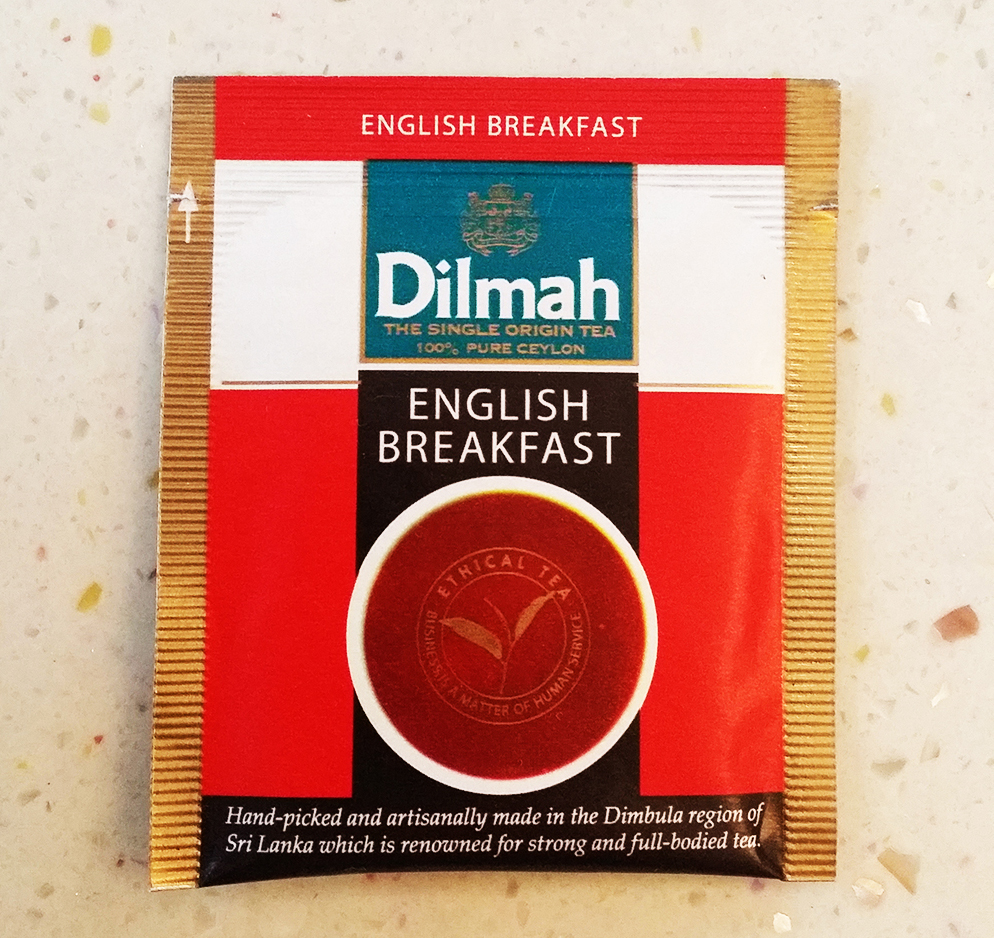 ENGLISH BREAKFAST
Dilmah
THE SINGLE ORIGIN TEA
100% PURE CEYLON
ENGLISH
BREAKFAST
ETHICAL TEA
BUSINESS IS A MATTER OF HUMAN SERVICE
Hand-picked and artisanally made in the Dimbula region of
Sri Lanka which is renowned for strong and full-bodied tea.